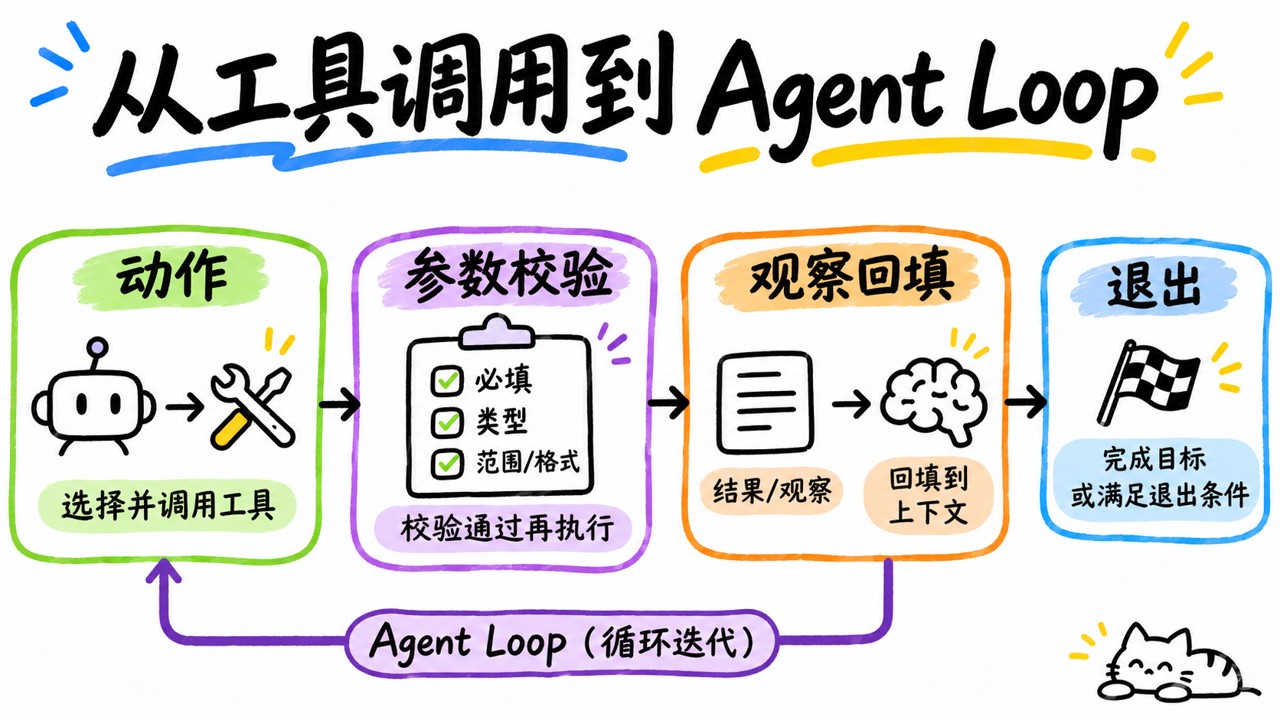 从工具调用到 Agent Loop
动作
选择并调用工具
参数校验
必填
类型
范围/格式
校验通过再执行
观察回填
结果/观察
回填到
上下文
退出
完成目标
或满足退出条件
Agent Loop（循环迭代）